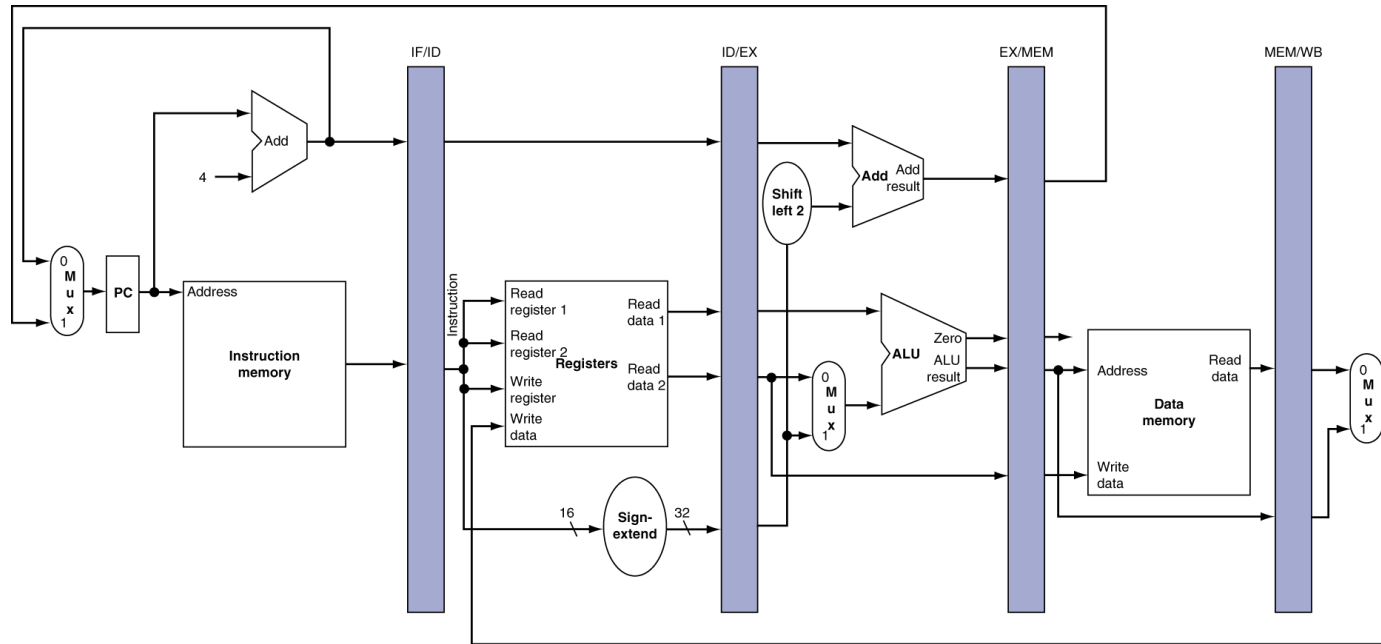 IF/ID
ID/EX
EX/MEM
MEM/WB
Add
4
Shift
left 2
Add
Add
result
0
M
u
x
1
PC
Address
Instruction
memory
Instruction
Read
register 1
Read
register 2
Registers
Write
register
Write
data
Read
data 1
Read
data 2
0
M
u
x
1
ALU
Zero
ALU
result
Address
Read
data
Data
memory
Write
data
0
M
u
x
1
16
Sign-
extend
32